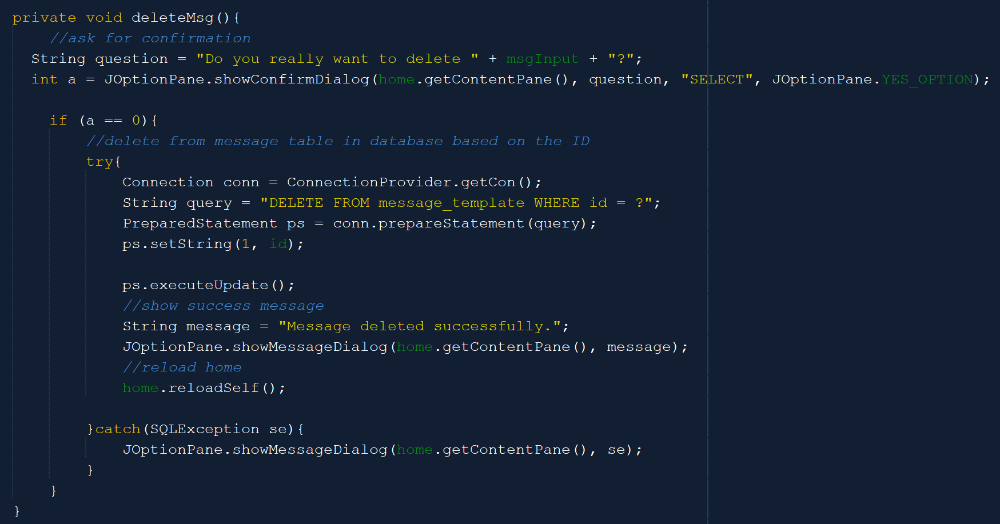 private void deleteMsg(){
//ask for confirmation
String question = "Do you really want to delete " + msgInput + "?";
int a = JOptionPane.showConfirmDialog(home.getContentPane(), question, "SELECT", JOptionPane.YES_OPTION);
if (a == 0){
//delete from message table in database based on the ID
try{
Connection conn = ConnectionProvider.getCon();
String query = "DELETE FROM message_template WHERE id = ?";
PreparedStatement ps = conn.prepareStatement(query);
ps.setString(1, id);
ps.executeUpdate();
//show success message
String message = "Message deleted successfully.";
JOptionPane.showMessageDialog(home.getContentPane(), message);
//reload home
home.reloadSelf();
}catch(SQLException se){
JOptionPane.showMessageDialog(home.getContentPane(), se);
}
}
}